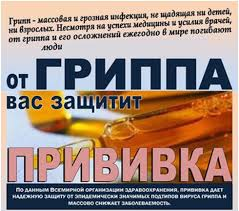 Грипп - массовая и грозная инфекция, не щадящая ни детей,
ни взрослых. Несмотря на успехи медицины и усилия врачей,
от гриппа и его осложнений ежегодно в мире погибают
люди
от ГРИППА
вас защитит
ПРИВИВКА
По данным Всемирной организации здравоохранения, прививка дает
надежную защиту от эпидемически значимых подтипов вируса гриппа и
массово снижает заболеваемость.